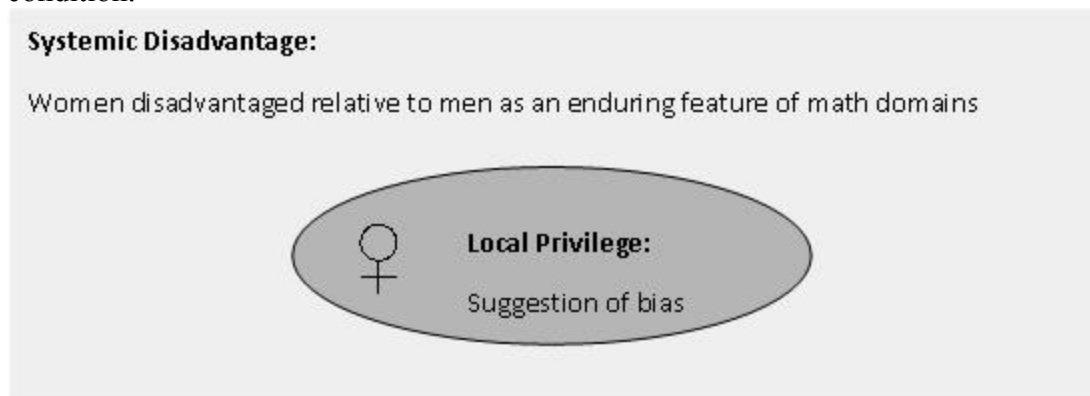 condition.
Systemic Disadvantage:
Women disadvantaged relative to men as an enduring feature of math domains
Local Privilege:
Suggestion of bias